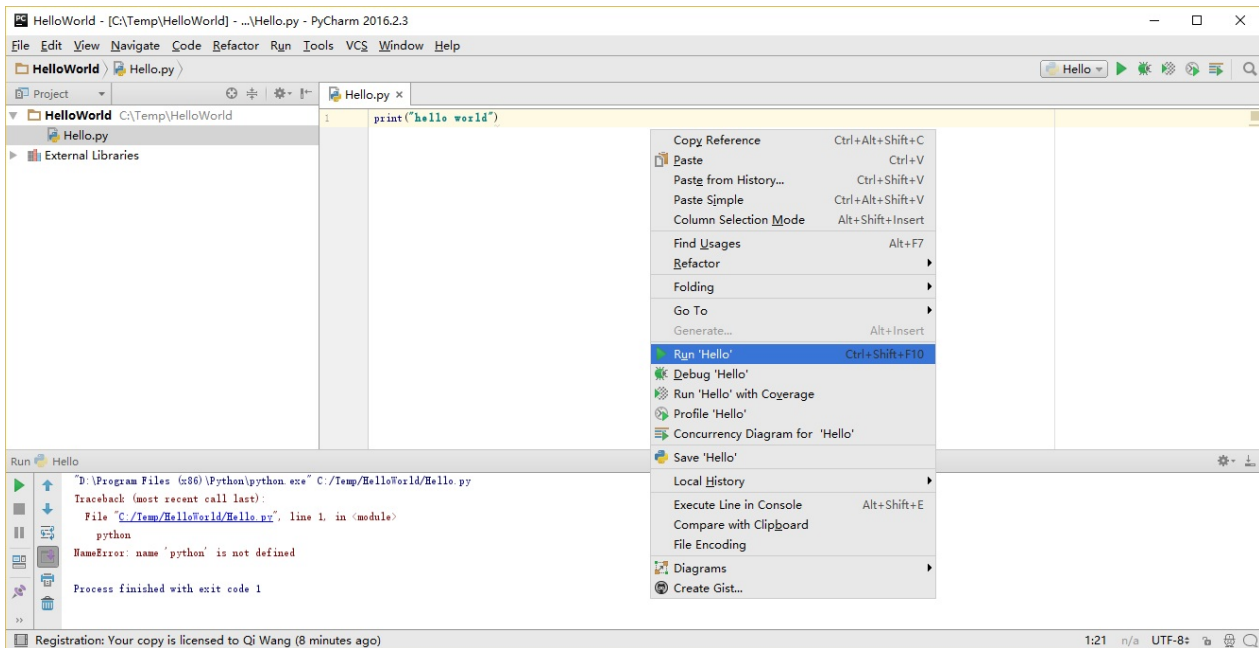 HelloWorld - [C:\Temp\HelloWorld] - ...\Hello.py - PyCharm 2016.2.3
File Edit View Navigate Code Refactor Run Tools VCS Window Help
HelloWorld Hello.py Hello
Project Hello.py ×
HelloWorld C:\Temp\HelloWorld
Hello.py
External Libraries
1 print("hello world")
Copy Reference Ctrl+Alt+Shift+C
Paste Ctrl+V
Paste from History... Ctrl+Shift+V
Paste Simple Ctrl+Alt+Shift+V
Column Selection Mode Alt+Shift+Insert
Find Usages Alt+F7
Refactor
Folding
Go To
Generate... Alt+Insert
Run 'Hello' Ctrl+Shift+F10
Debug 'Hello'
Run 'Hello' with Coverage
Profile 'Hello'
Concurrency Diagram for 'Hello'
Save 'Hello'
Local History
Execute Line in Console Alt+Shift+E
Compare with Clipboard
File Encoding
Diagrams
Create Gist...
Run Hello
"D:\Program Files (x86)\Python\python.exe" C:/Temp/HelloWorld/Hello.py
Traceback (most recent call last):
File "C:/Temp/HelloWorld/Hello.py", line 1, in <module>
python
NameError: name 'python' is not defined
Process finished with exit code 1
Registration: Your copy is licensed to Qi Wang (8 minutes ago) 1:21 n/a UTF-8